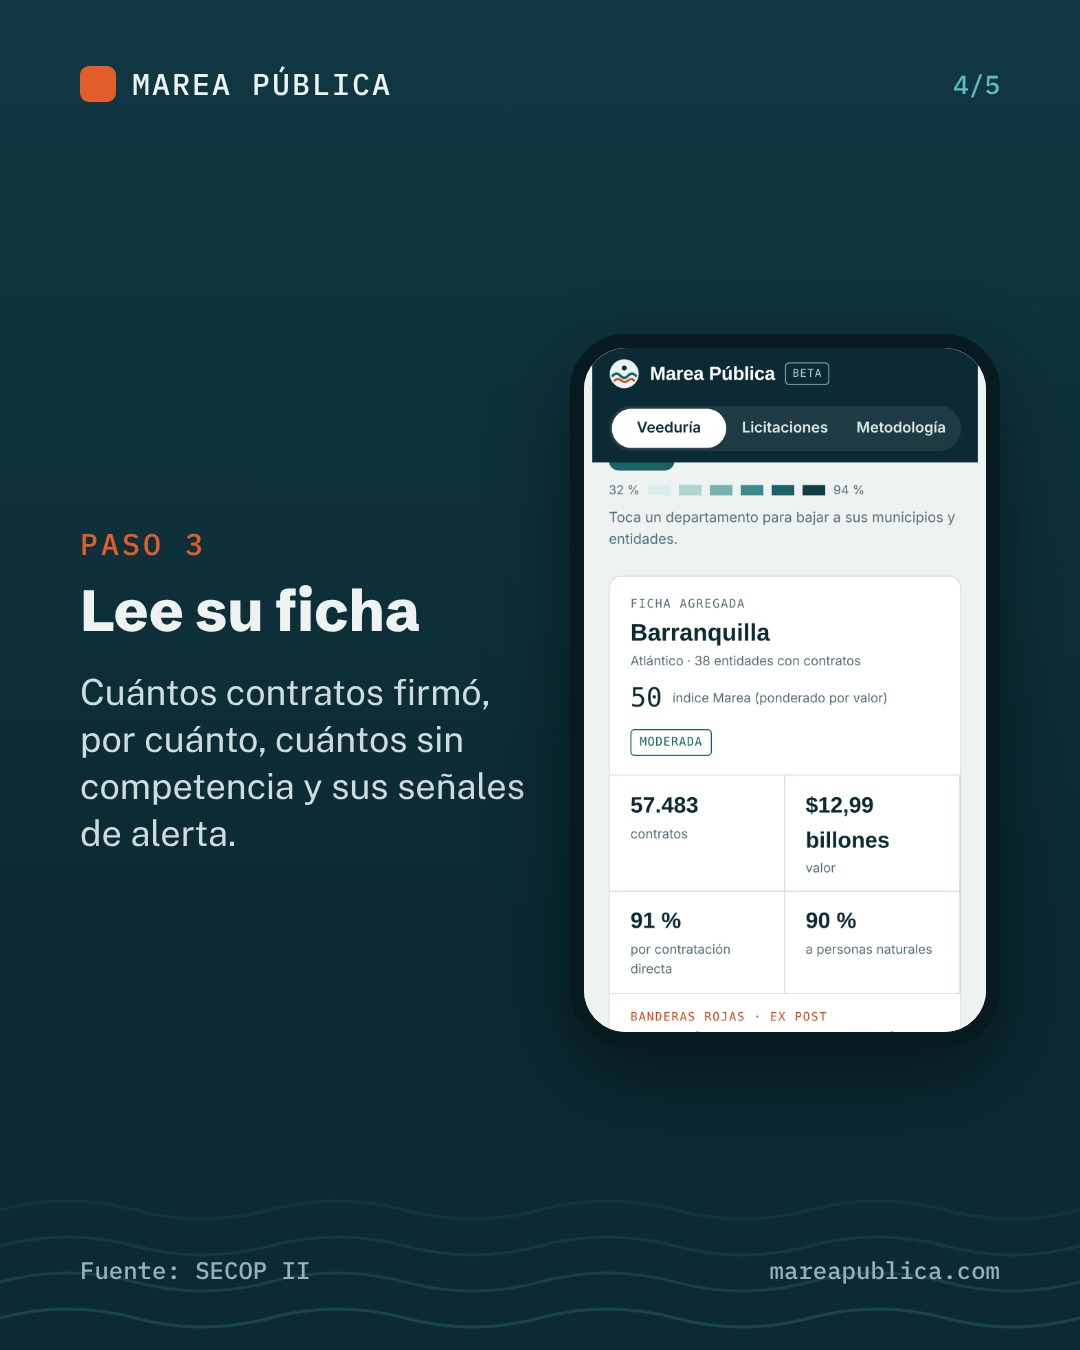 MAREA PÚBLICA
4/5
PASO 3
Lee su ficha
Cuántos contratos firmó,
por cuánto, cuántos sin
competencia y sus señales
de alerta.
Marea Pública BETA
Veeduría Licitaciones Metodología
32 % 94 %
Toca un departamento para bajar a sus municipios y
entidades.
FICHA AGREGADA
Barranquilla
Atlántico · 38 entidades con contratos
50 índice Marea (ponderado por valor)
MODERADA
57.483
contratos
$12,99
billones
valor
91 %
por contratación
directa
90 %
a personas naturales
BANDERAS ROJAS · EX POST
Fuente: SECOP II
mareapublica.com